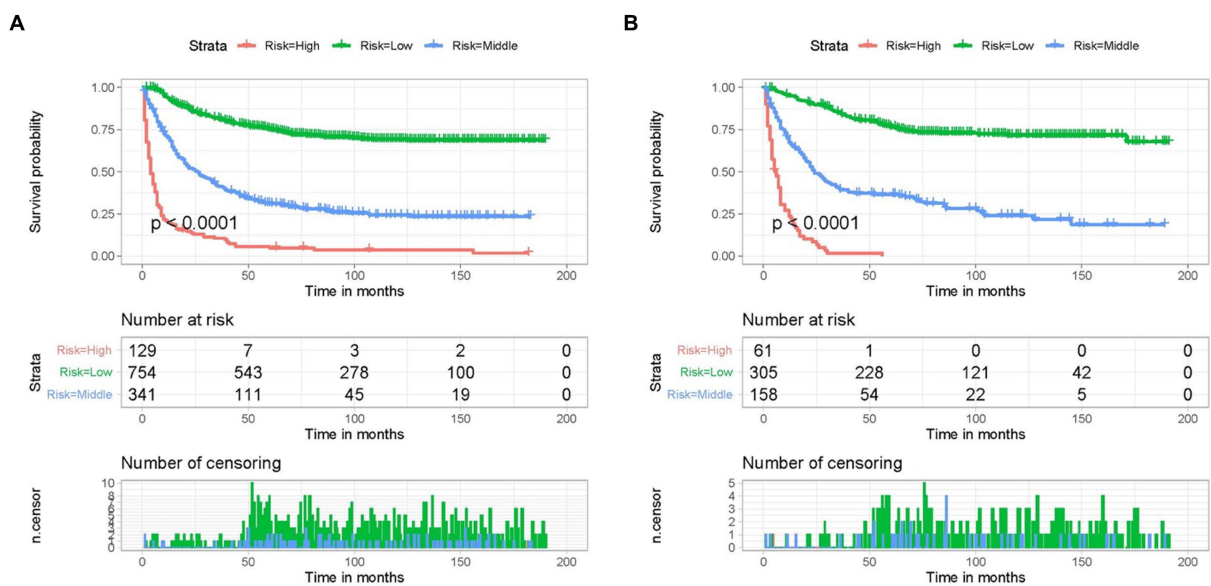 A
Strata Risk=High Risk=Low Risk=Middle
Survival probability
1.00
0.75
0.50
0.25
0.00
p < 0.0001
0 50 100 150 200
Time in months
Number at risk
Strata
Risk=High 129 7 3 2 0
Risk=Low 754 543 278 100 0
Risk=Middle 341 111 45 19 0
0 50 100 150 200
Time in months
Number of censoring
n.censor
10
8
7
6
5
4
2
0
0 50 100 150 200
Time in months
B
Strata Risk=High Risk=Low Risk=Middle
Survival probability
1.00
0.75
0.50
0.25
0.00
p < 0.0001
0 50 100 150 200
Time in months
Number at risk
Strata
Risk=High 61 1 0 0 0
Risk=Low 305 228 121 42 0
Risk=Middle 158 54 22 5 0
0 50 100 150 200
Time in months
Number of censoring
n.censor
5
4
3
2
1
0
0 50 100 150 200
Time in months